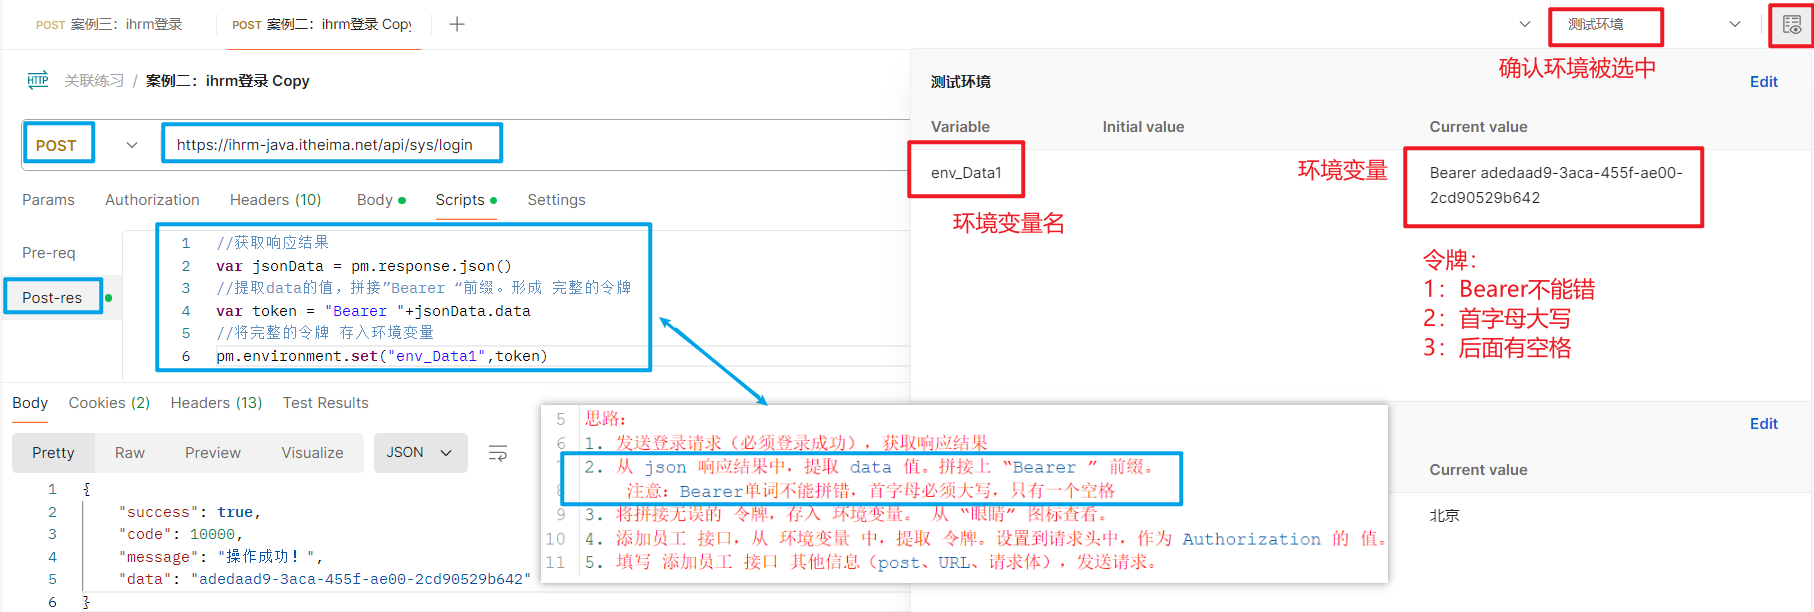 POST 案例三：ihrm登录
POST 案例二：ihrm登录 Copy
测试环境
确认环境被选中
HTTP 关联练习 / 案例二：ihrm登录 Copy
测试环境
Edit
POST
https://ihrm-java.itheima.net/api/sys/login
Variable Initial value Current value
env_Data1
环境变量名
环境变量
Bearer adedaad9-3aca-455f-ae00-
2cd90529b642
令牌：
1：Bearer不能错
2：首字母大写
3：后面有空格
Params Authorization Headers (10) Body Scripts Settings
Pre-req
Post-res
1 //获取响应结果
2 var jsonData = pm.response.json()
3 //提取data的值，拼接”Bearer “前缀。形成 完整的令牌
4 var token = "Bearer "+jsonData.data
5 //将完整的令牌 存入环境变量
6 pm.environment.set("env_Data1",token)
Body Cookies (2) Headers (13) Test Results
Pretty Raw Preview Visualize JSON
1 {
2 "success": true,
3 "code": 10000,
4 "message": "操作成功！",
5 "data": "adedaad9-3aca-455f-ae00-2cd90529b642"
6 }
5 思路：
6 1. 发送登录请求（必须登录成功），获取响应结果
2. 从 json 响应结果中，提取 data 值。拼接上 “Bearer ” 前缀。
注意：Bearer单词不能拼错，首字母必须大写，只有一个空格
9 3. 将拼接无误的 令牌，存入 环境变量。 从 “眼睛” 图标查看。
10 4. 添加员工 接口，从 环境变量 中，提取 令牌。设置到请求头中，作为 Authorization 的 值。
11 5. 填写 添加员工 接口 其他信息（post、URL、请求体），发送请求。
Edit
Current value
北京